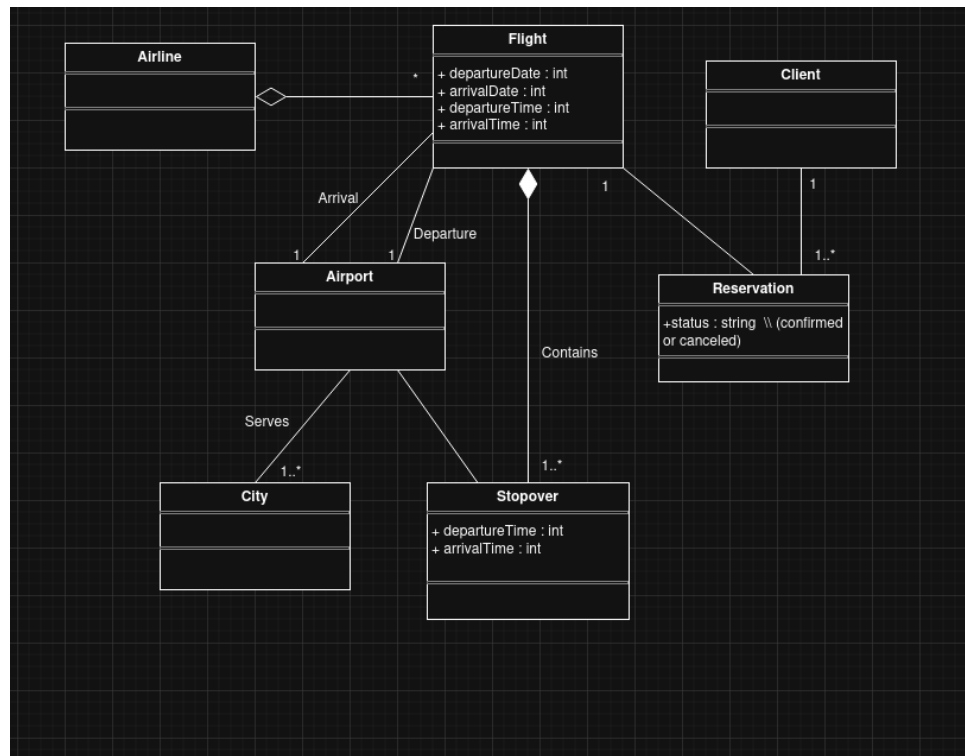 Airline
*
Flight
+ departureDate : int
+ arrivalDate : int
+ departureTime : int
+ arrivalTime : int
Client
1
1
1..*
Arrival
Departure
1
1
Airport
Reservation
+status : string \\ (confirmed
or canceled)
Contains
Serves
1..*
1..*
City
Stopover
+ departureTime : int
+ arrivalTime : int